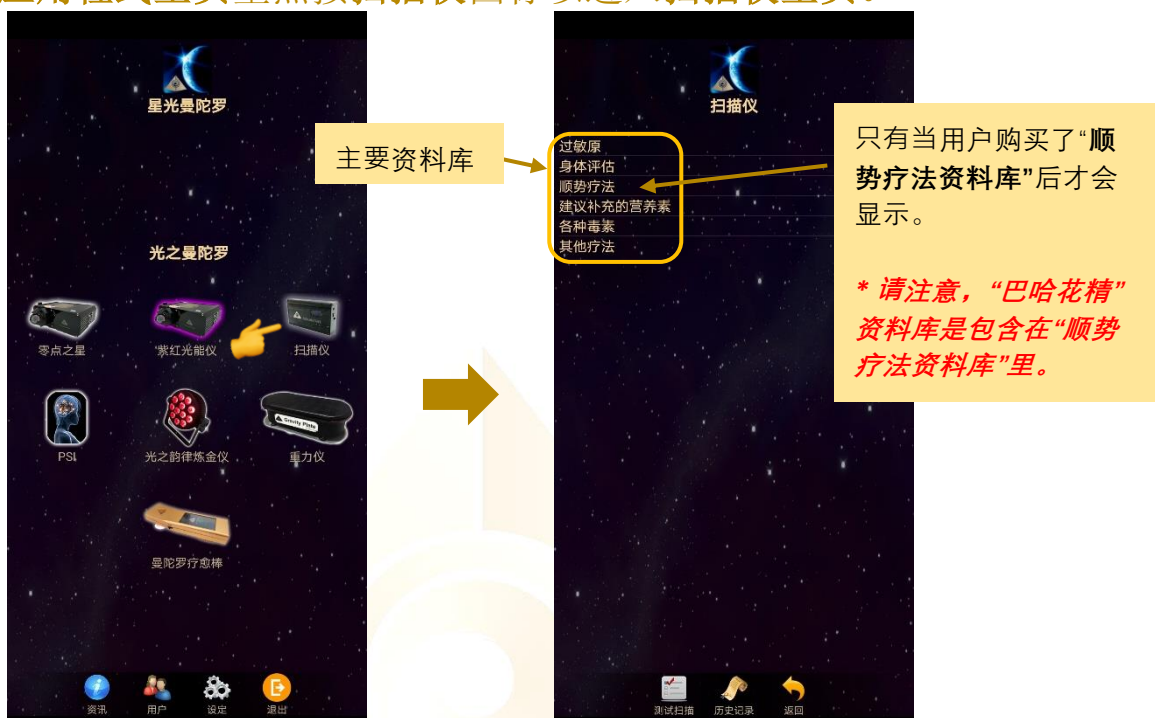 星光曼陀罗
光之曼陀罗
零点之星
紫红光能仪
扫描仪
PSI
光之韵律炼金仪
重力仪
Gravity Plate
曼陀罗疗愈棒
资讯
用户
设定
退出
主要资料库
扫描仪
过敏原
身体评估
顺势疗法
建议补充的营养素
各种毒素
其他疗法
测试扫描
历史记录
返回
只有当用户购买了“顺
势疗法资料库”后才会
显示。
* 请注意，“巴哈花精”
资料库是包含在“顺势
疗法资料库”里。